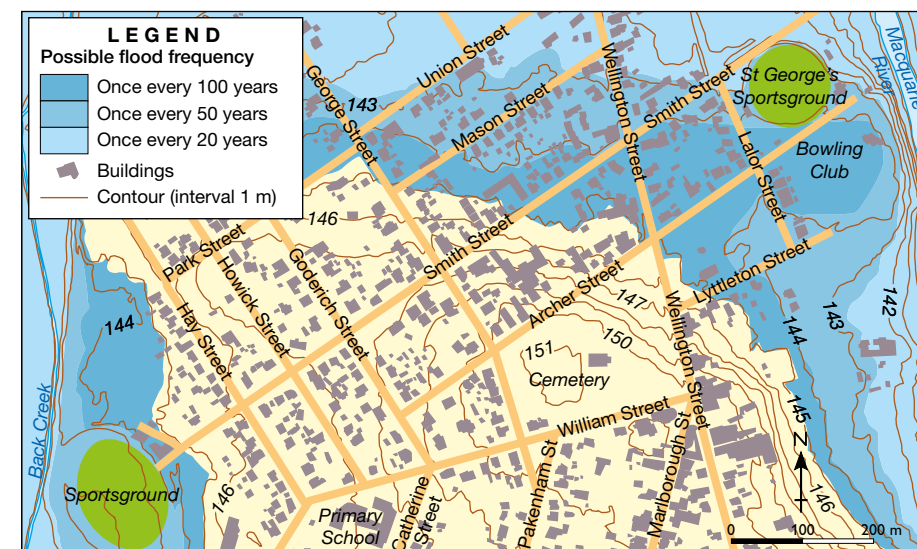 LEGEND
Possible flood frequency
Once every 100 years
Once every 50 years
Once every 20 years
Buildings
Contour (interval 1 m)
143
George Street
Union Street
Mason Street
Wellington Street
Smith Street
St George's
Sportsground
Macquarie
River
Bowling
Club
Lalor Street
146
Park Street
Howick Street
Goderich Street
Smith Street
Hay Street
Archer Street
Lyttleton Street
147
150
151
Cemetery
Wellington Street
144
143
142
144
145
146
Back Creek
Sportsground
146
William Street
Primary
School
Catherine
Street
Pakenham St
Marlborough St
N
0
100
200 m